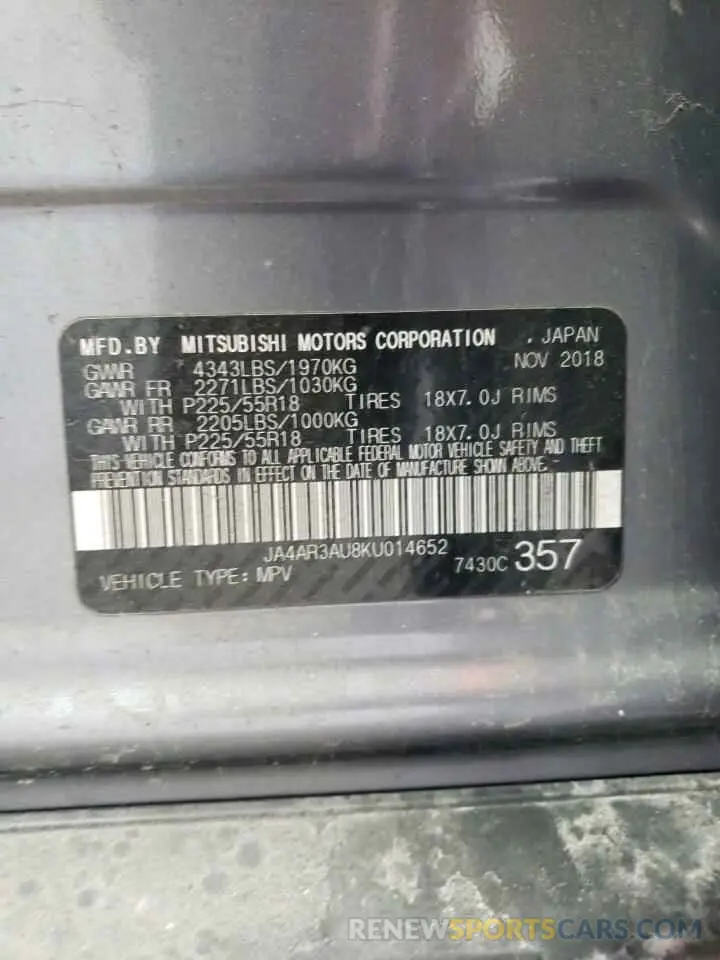 MFD.BY MITSUBISHI MOTORS CORPORATION . JAPAN
GVWR 4343LBS/1970KG NOV 2018
GAWR FR 2271LBS/1030KG
WITH P225/55R18 TIRES 18X7.0J RIMS
GAWR RR 2205LBS/1000KG
WITH P225/55R18 TIRES 18X7.0J RIMS
THIS VEHICLE CONFORMS TO ALL APPLICABLE FEDERAL MOTOR VEHICLE SAFETY AND THEFT
PREVENTION STANDARDS IN EFFECT ON THE DATE OF MANUFACTURE SHOWN ABOVE.
JA4AR3AU8KU014652
VEHICLE TYPE: MPV 7430C 357
RENEWSPORTSCARS.COM